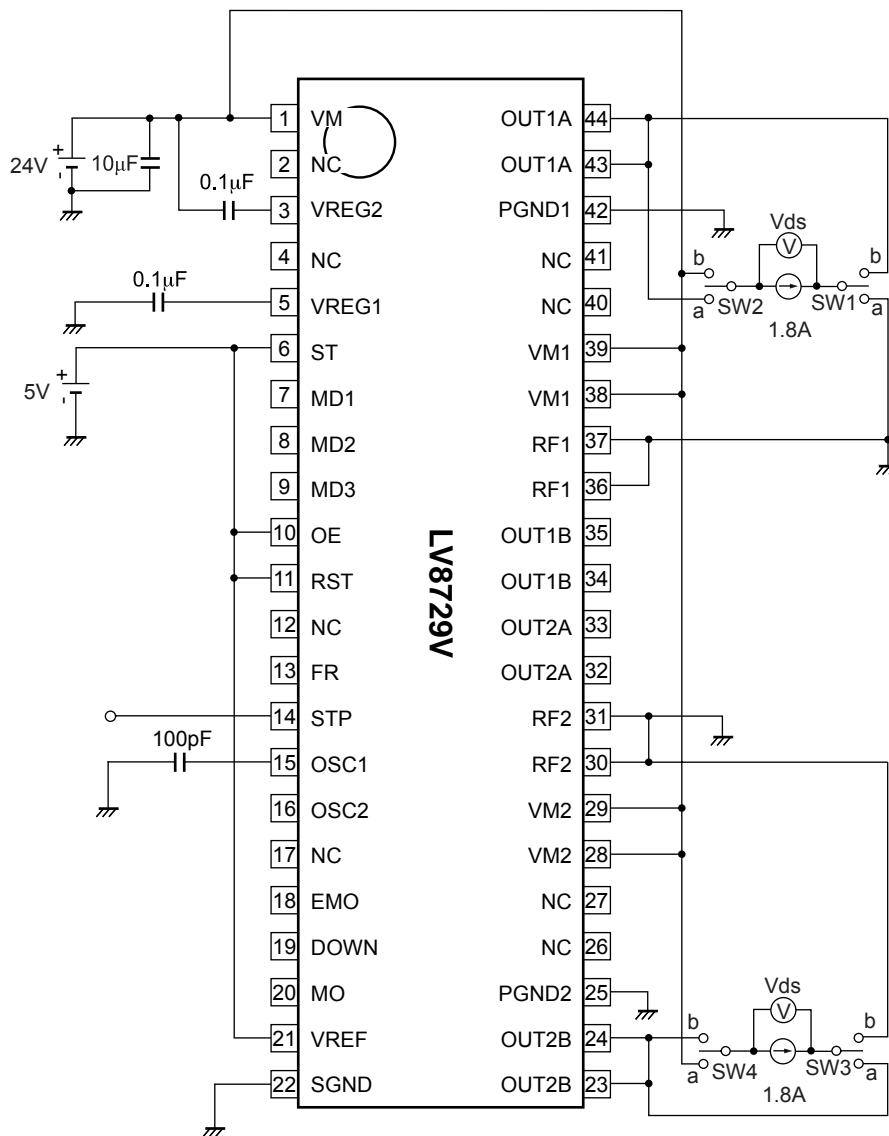 24V
+
-
10μF
0.1μF
0.1μF
5V
+
-
100pF
1 VM
2 NC
3 VREG2
4 NC
5 VREG1
6 ST
7 MD1
8 MD2
9 MD3
10 OE
11 RST
12 NC
13 FR
14 STP
15 OSC1
16 OSC2
17 NC
18 EMO
19 DOWN
20 MO
21 VREF
22 SGND
LV8729V
OUT1A 44
OUT1A 43
PGND1 42
NC 41
NC 40
VM1 39
VM1 38
RF1 37
RF1 36
OUT1B 35
OUT1B 34
OUT2A 33
OUT2A 32
RF2 31
RF2 30
VM2 29
VM2 28
NC 27
NC 26
PGND2 25
OUT2B 24
OUT2B 23
Vds
V
b
b
a
SW2
SW1
a
1.8A
Vds
V
b
b
a
SW4
SW3
a
1.8A